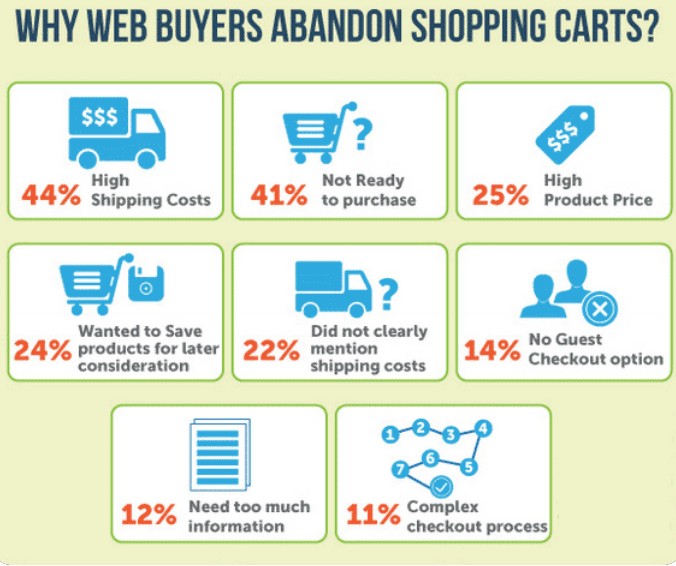 WHY WEB BUYERS ABANDON SHOPPING CARTS?
$$$
44% High
Shipping Costs
?
41% Not Ready
to purchase
$$$
25% High
Product Price
24% Wanted to Save
products for later
consideration
?
22% Did not clearly
mention
shipping costs
14% No Guest
Checkout option
12% Need too much
information
1 2 3 4
7 6 5
11% Complex
checkout process